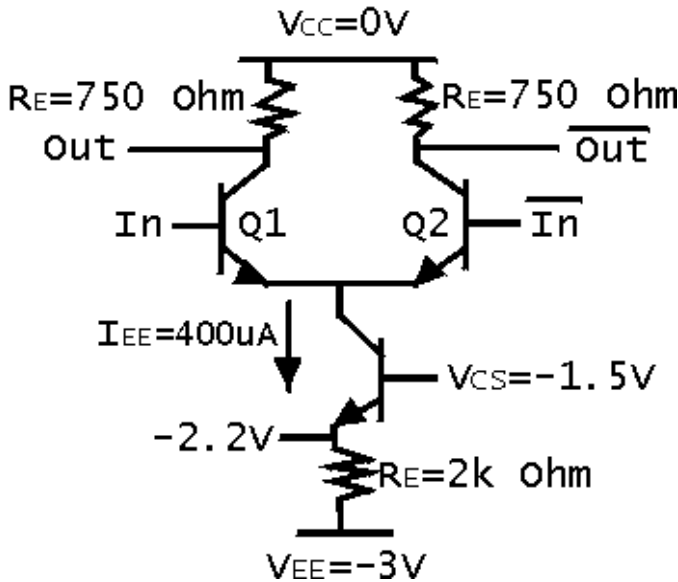 VCC=0V
RE=750 Ohm
RE=750 Ohm
Out
Out
In
Q1
Q2
In
IEE=400uA
VCS=-1.5V
-2.2V
RE=2k Ohm
VEE=-3V